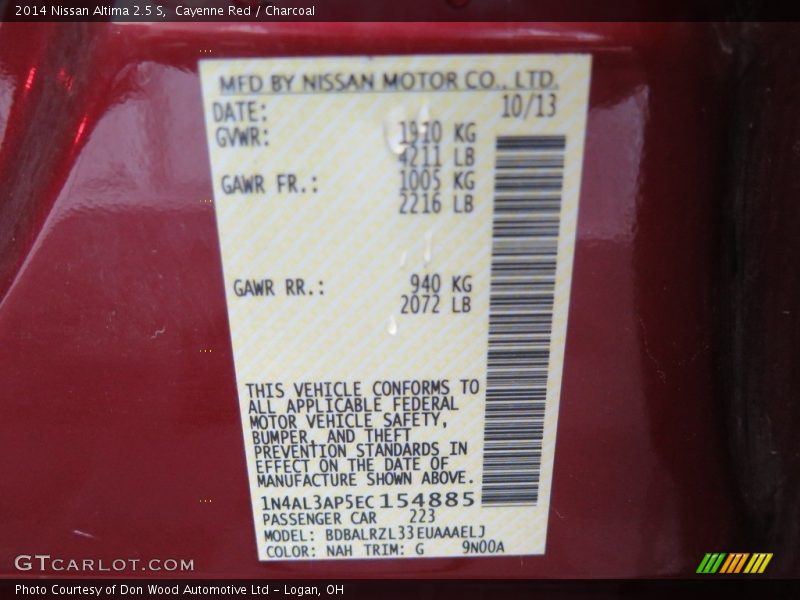 2014 Nissan Altima 2.5 S, Cayenne Red / Charcoal
MFD BY NISSAN MOTOR CO., LTD.
DATE: 10/13
GVWR: 1910 KG
4211 LB
GAWR FR.: 1005 KG
2216 LB
GAWR RR.: 940 KG
2072 LB
THIS VEHICLE CONFORMS TO
ALL APPLICABLE FEDERAL
MOTOR VEHICLE SAFETY,
BUMPER, AND THEFT
PREVENTION STANDARDS IN
EFFECT ON THE DATE OF
MANUFACTURE SHOWN ABOVE.
1N4AL3AP5EC154885
PASSENGER CAR 223
MODEL: BDBALRZL33EUAAAELJ
COLOR: NAH TRIM: G 9N00A
GTCARLOT.COM
Photo Courtesy of Don Wood Automotive Ltd - Logan, OH